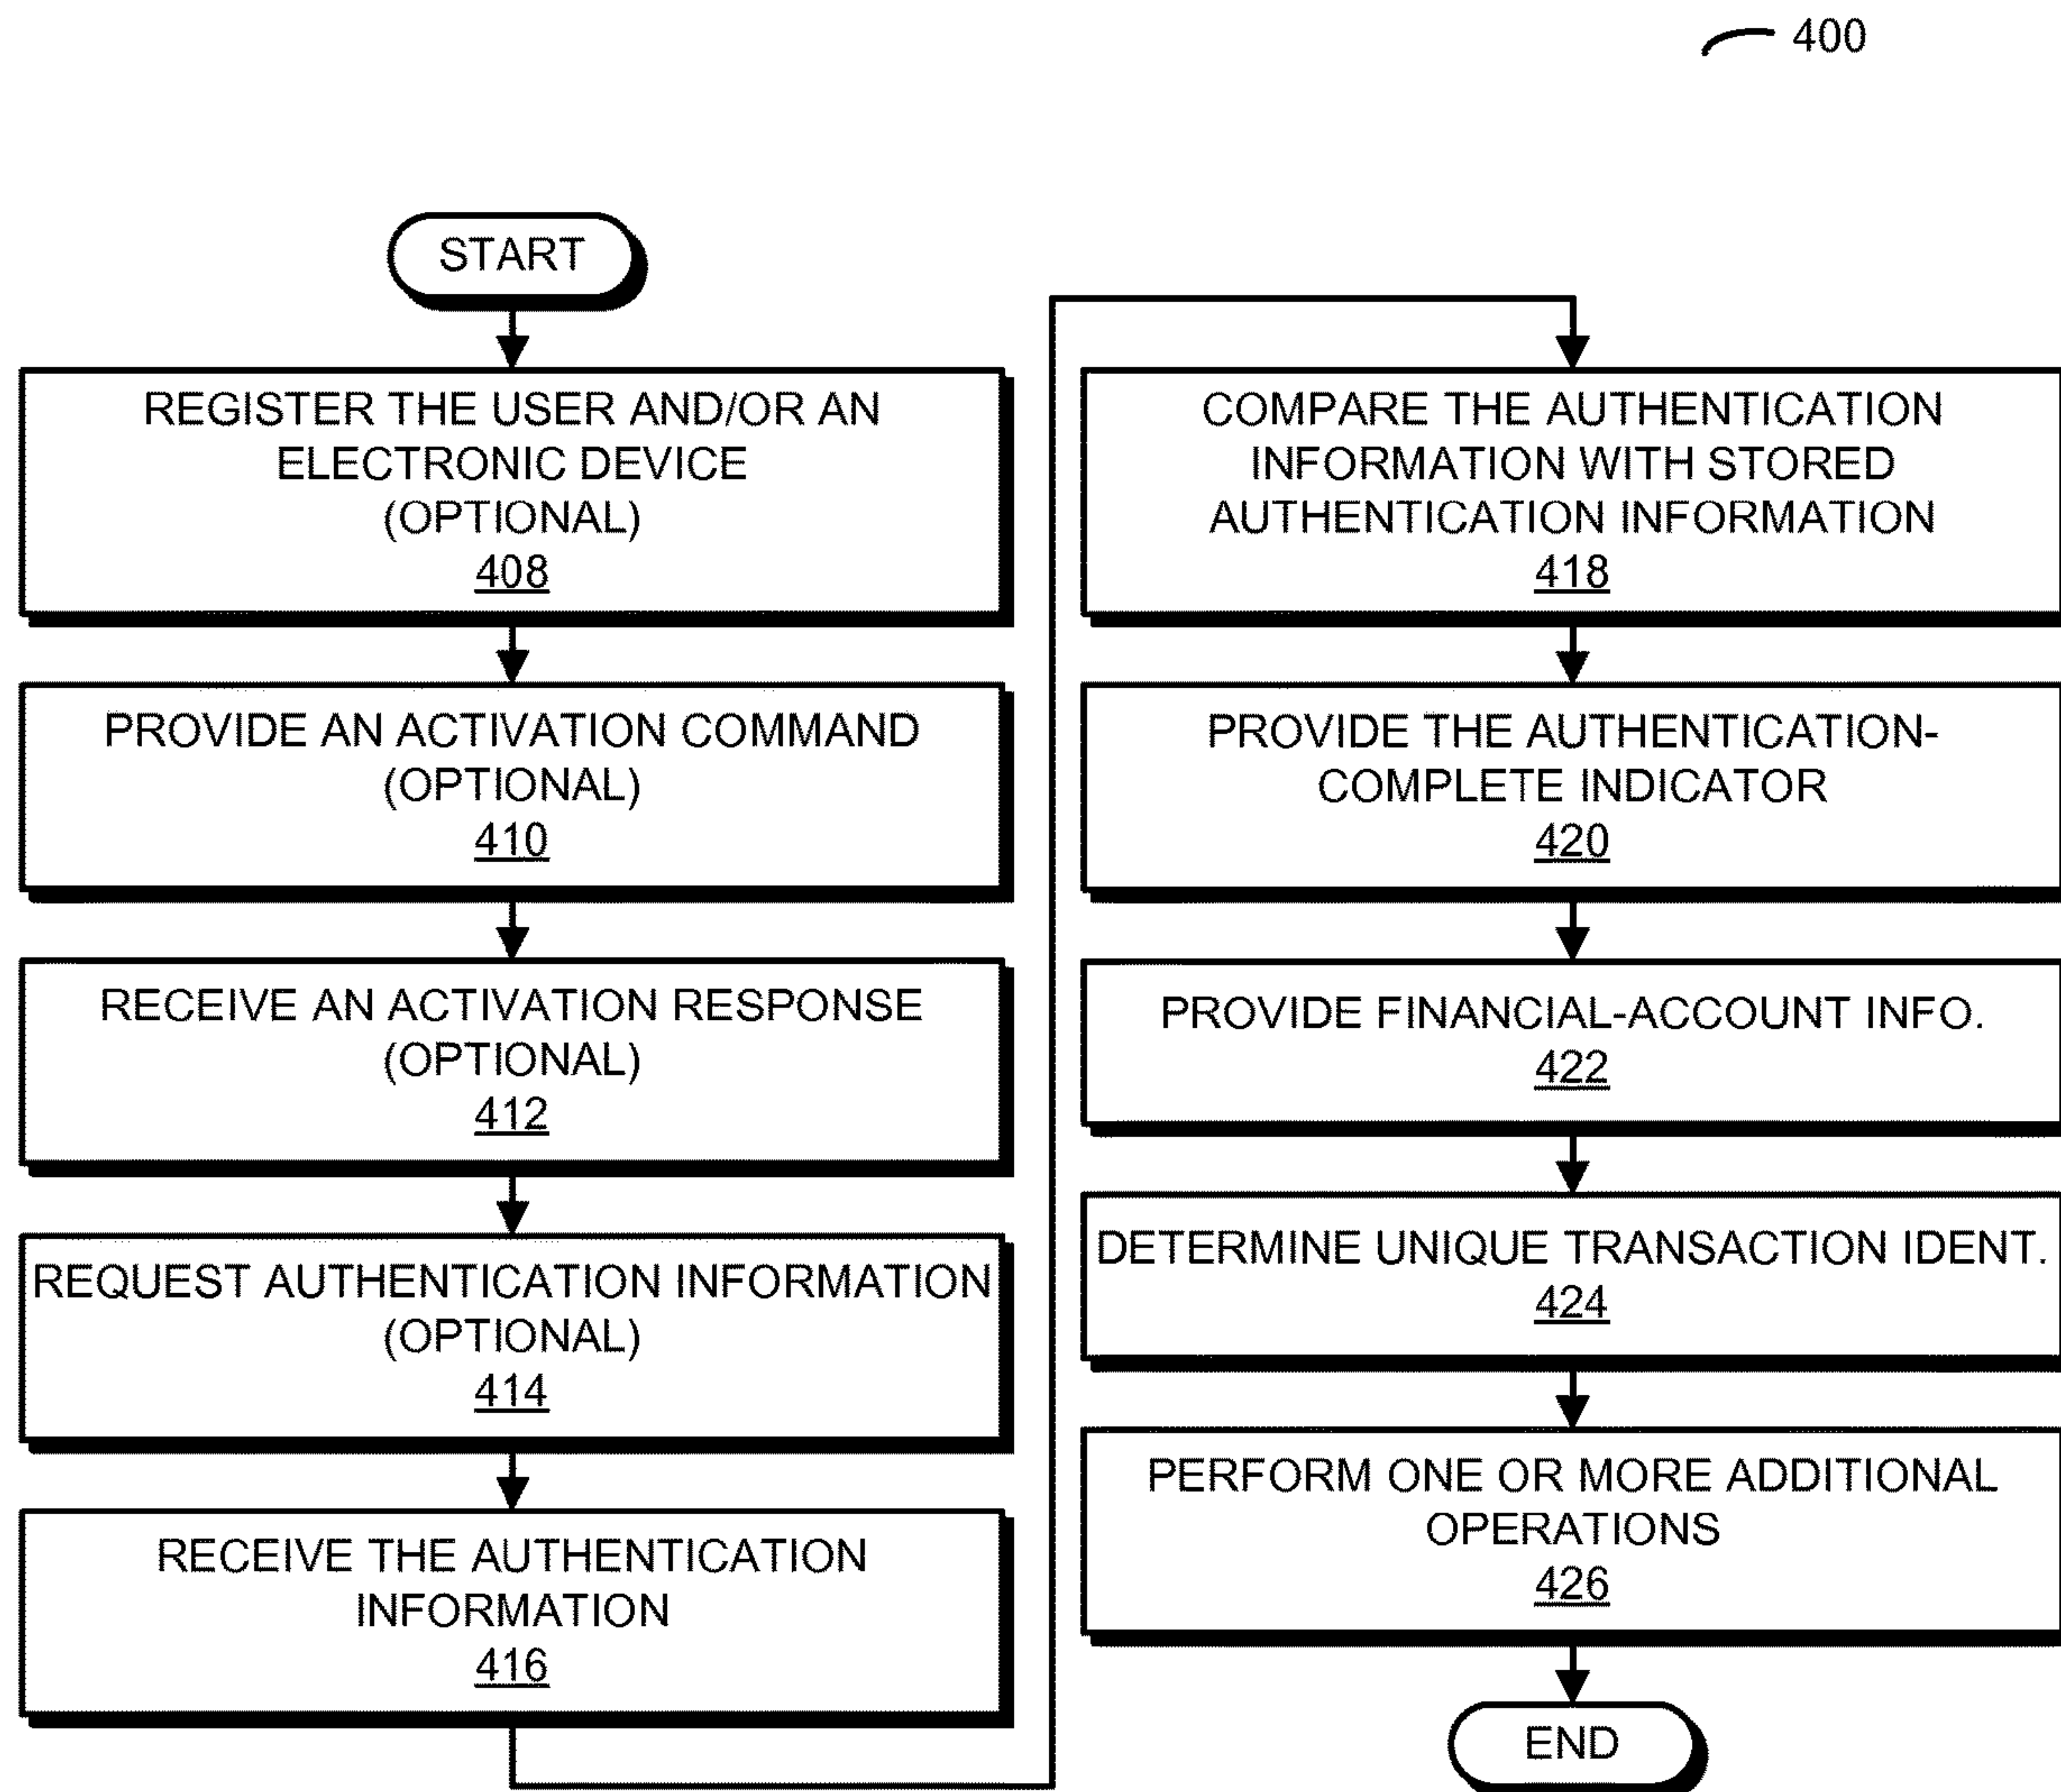 400
START
REGISTER THE USER AND/OR AN
ELECTRONIC DEVICE
(OPTIONAL)
408
PROVIDE AN ACTIVATION COMMAND
(OPTIONAL)
410
RECEIVE AN ACTIVATION RESPONSE
(OPTIONAL)
412
REQUEST AUTHENTICATION INFORMATION
(OPTIONAL)
414
RECEIVE THE AUTHENTICATION
INFORMATION
416
COMPARE THE AUTHENTICATION
INFORMATION WITH STORED
AUTHENTICATION INFORMATION
418
PROVIDE THE AUTHENTICATION-
COMPLETE INDICATOR
420
PROVIDE FINANCIAL-ACCOUNT INFO.
422
DETERMINE UNIQUE TRANSACTION IDENT.
424
PERFORM ONE OR MORE ADDITIONAL
OPERATIONS
426
END